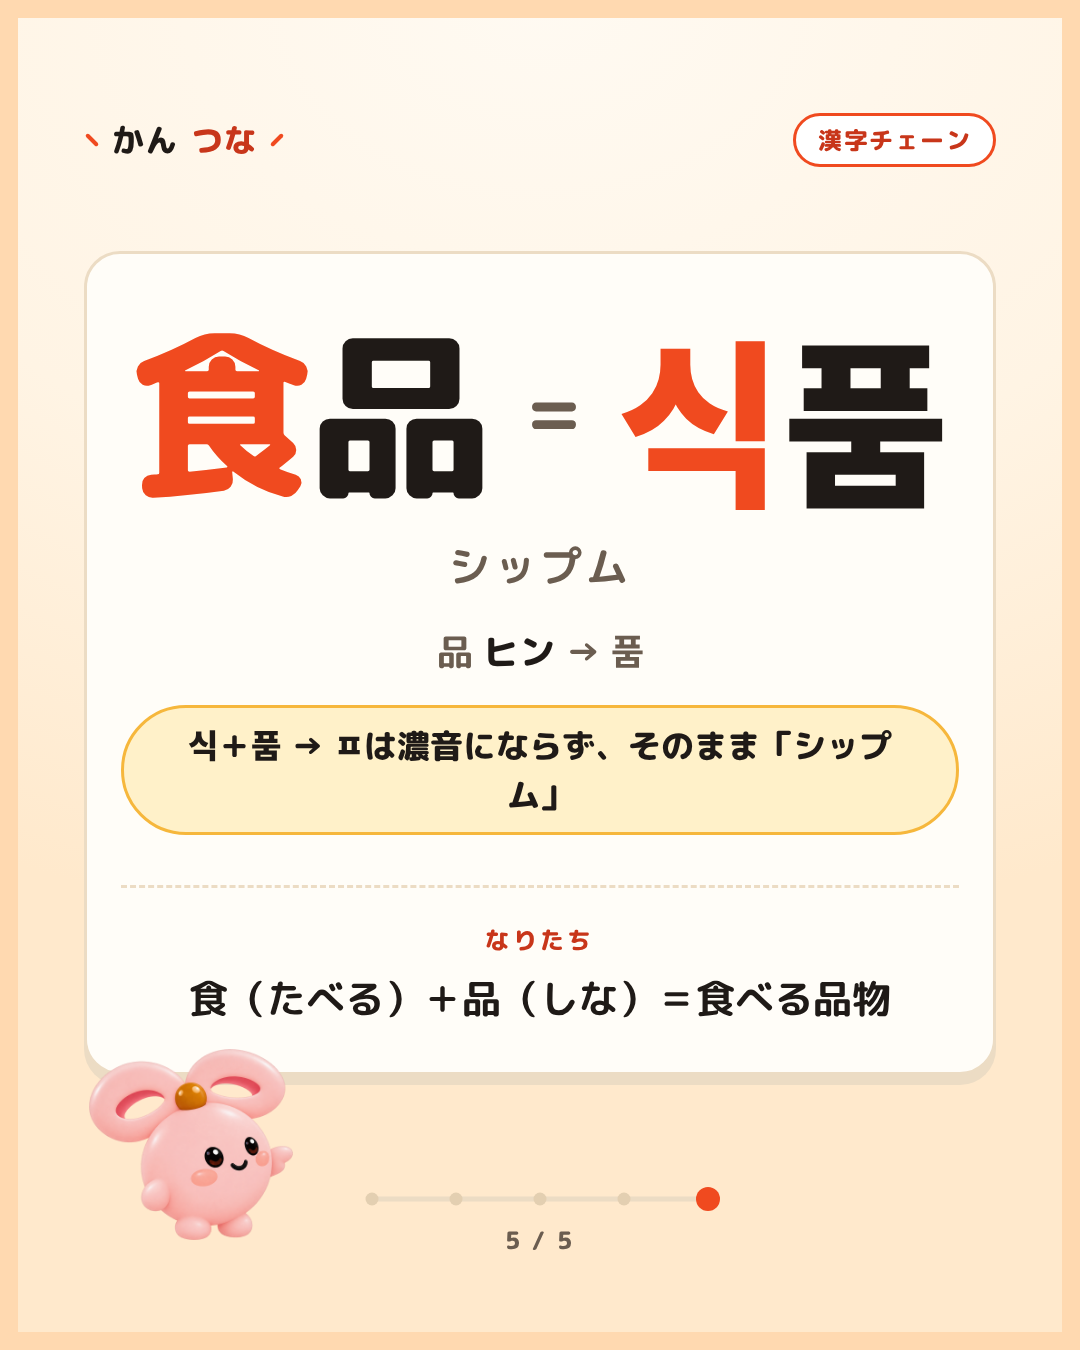 かん つな
漢字チェーン
食品 = 식품
シップム
品 ヒン → 품
식+품 → ㅍは濃音にならず、そのまま「シップ
ム」
なりたち
食（たべる）＋品（しな）＝食べる品物
5 / 5